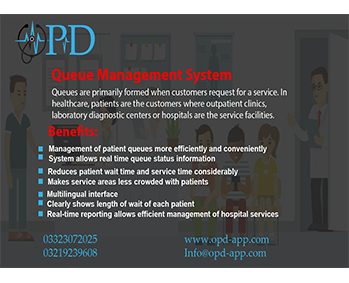 OPD
Queue Management System
Queues are primarily formed when customers request for a service. In
healthcare, patients are the customers where outpatient clinics,
laboratory diagnostic centers or hospitals are the service facilities.
Benefits:
Management of patient queues more efficiently and conveniently
System allows real time queue status information
Reduces patient wait time and service time considerably
Makes service areas less crowded with patients
Multilingual interface
Clearly shows length of wait of each patient
Real-time reporting allows efficient management of hospital services
03323072025 www.opd-app.com
03219239608 Info@opd-app.com